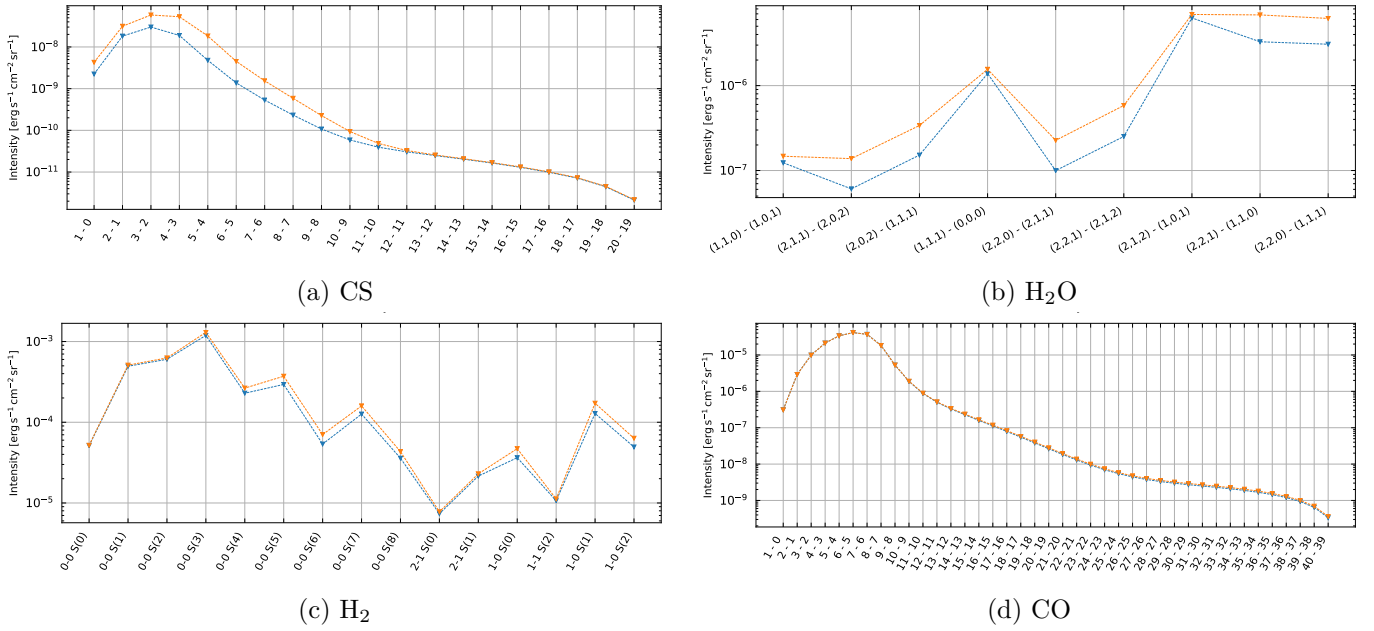 Intensity [erg s⁻¹ cm⁻² sr⁻¹]
10⁻⁸
10⁻⁹
10⁻¹⁰
10⁻¹¹
1 - 0
2 - 1
3 - 2
4 - 3
5 - 4
6 - 5
7 - 6
8 - 7
9 - 8
10 - 9
11 - 10
12 - 11
13 - 12
14 - 13
15 - 14
16 - 15
17 - 16
18 - 17
19 - 18
20 - 19
(a) CS
Intensity [erg s⁻¹ cm⁻² sr⁻¹]
10⁻⁶
10⁻⁷
(1,1,0) - (1,0,1)
(2,1,1) - (2,0,2)
(2,0,2) - (1,1,1)
(1,1,1) - (0,0,0)
(2,2,0) - (2,1,1)
(2,2,1) - (2,1,2)
(2,1,2) - (1,0,1)
(2,2,1) - (1,1,0)
(2,2,0) - (1,1,1)
(b) H₂O
Intensity [erg s⁻¹ cm⁻² sr⁻¹]
10⁻³
10⁻⁴
10⁻⁵
0-0 S(0)
0-0 S(1)
0-0 S(2)
0-0 S(3)
0-0 S(4)
0-0 S(5)
0-0 S(6)
0-0 S(7)
0-0 S(8)
2-1 S(0)
2-1 S(1)
1-0 S(0)
1-1 S(2)
1-0 S(1)
1-0 S(2)
(c) H₂
Intensity [erg s⁻¹ cm⁻² sr⁻¹]
10⁻⁵
10⁻⁶
10⁻⁷
10⁻⁸
10⁻⁹
1 - 0
2 - 1
3 - 2
4 - 3
5 - 4
6 - 5
7 - 6
8 - 7
9 - 8
10 - 9
11 - 10
12 - 11
13 - 12
14 - 13
15 - 14
16 - 15
17 - 16
18 - 17
19 - 18
20 - 19
21 - 20
22 - 21
23 - 22
24 - 23
25 - 24
26 - 25
27 - 26
28 - 27
29 - 28
30 - 29
31 - 30
32 - 31
33 - 32
34 - 33
35 - 34
36 - 35
37 - 36
38 - 37
39 - 38
40 - 39
(d) CO